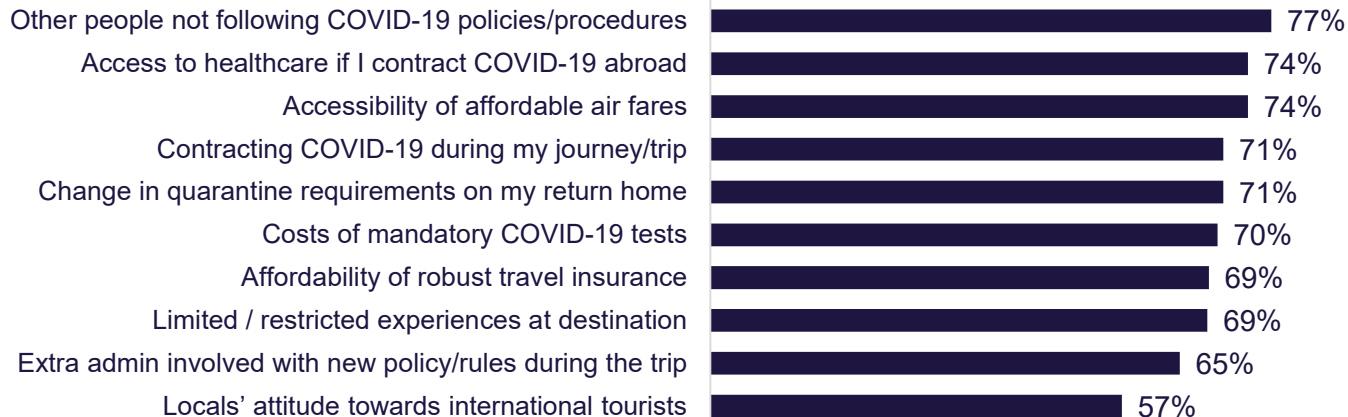 Other people not following COVID-19 policies/procedures 77%
Access to healthcare if I contract COVID-19 abroad 74%
Accessibility of affordable air fares 74%
Contracting COVID-19 during my journey/trip 71%
Change in quarantine requirements on my return home 71%
Costs of mandatory COVID-19 tests 70%
Affordability of robust travel insurance 69%
Limited / restricted experiences at destination 69%
Extra admin involved with new policy/rules during the trip 65%
Locals’ attitude towards international tourists 57%